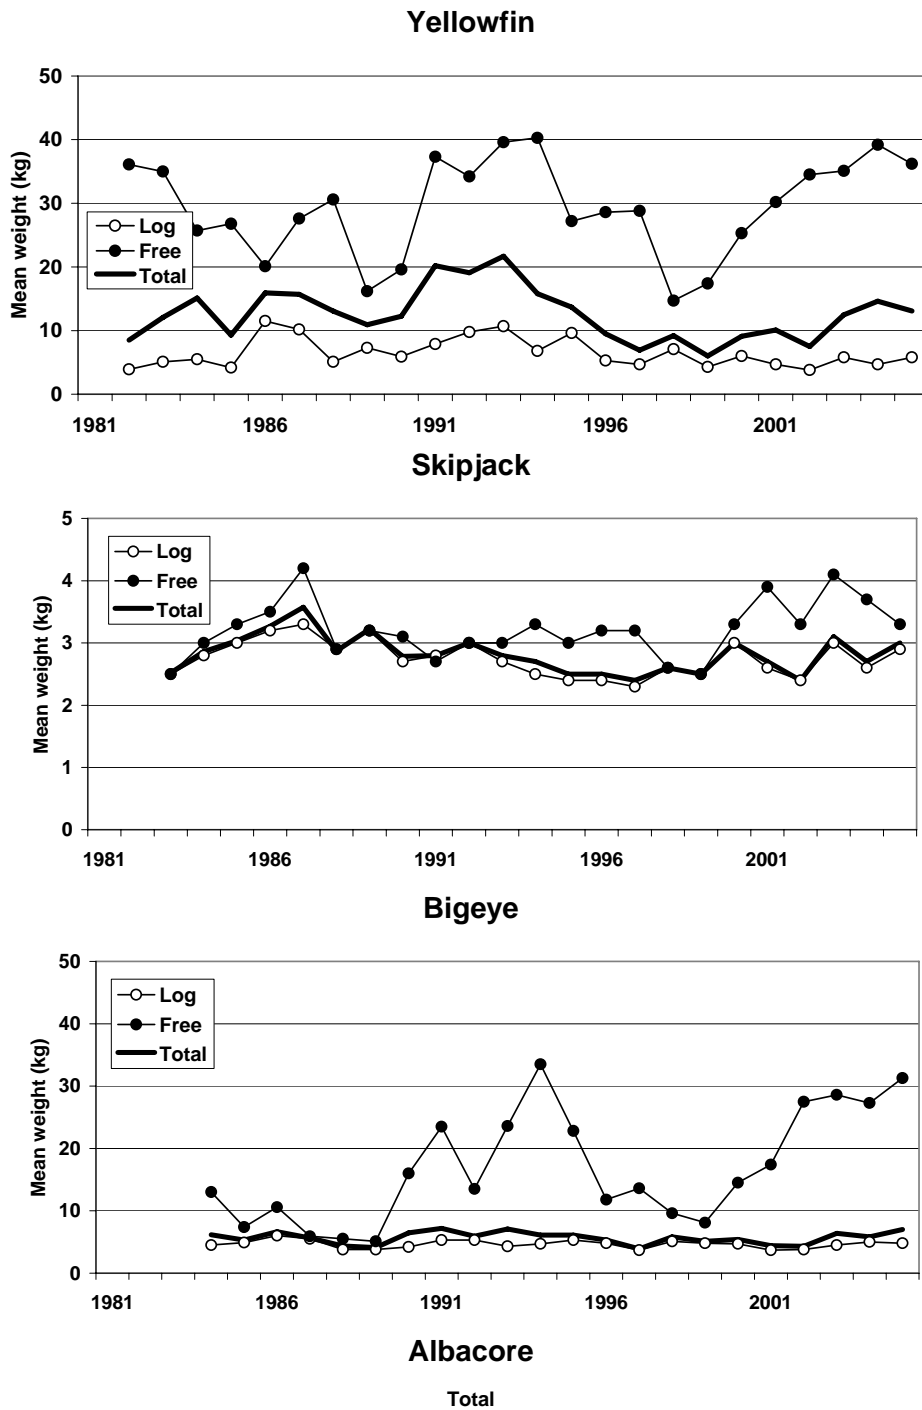 Yellowfin
Mean weight (kg)
50
40
30
20
10
0
Log
Free
Total
1981 1986 1991 1996 2001
Skipjack
Mean weight (kg)
5
4
3
2
1
0
Log
Free
Total
1981 1986 1991 1996 2001
Bigeye
Mean weight (kg)
50
40
30
20
10
0
Log
Free
Total
1981 1986 1991 1996 2001
Albacore
Total